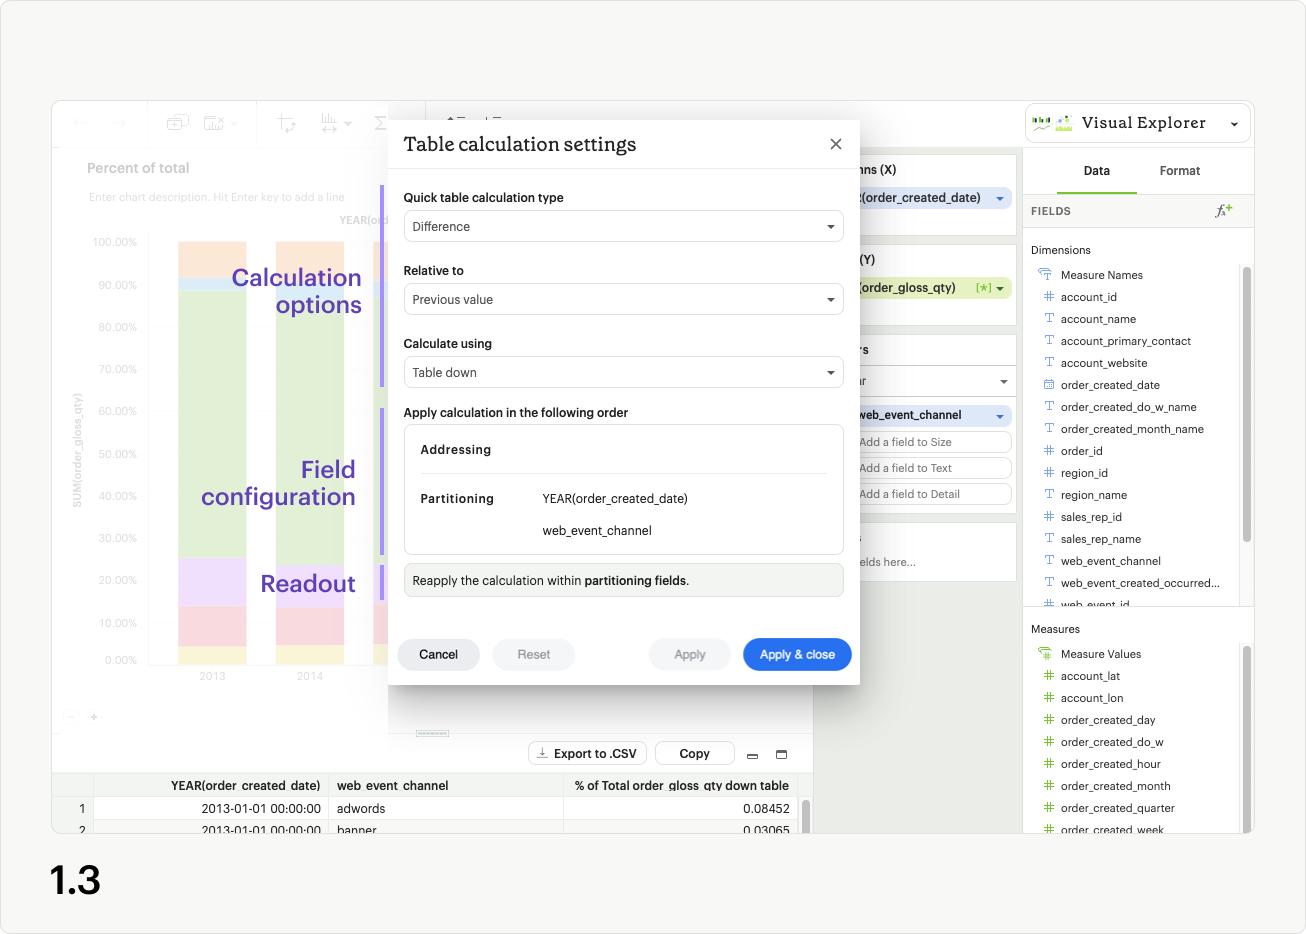 Visual Explorer
Percent of total
Enter chart description. Hit Enter key to add a line
YEAR(ord
100.00%
90.00%
80.00%
70.00%
60.00%
50.00%
40.00%
30.00%
20.00%
10.00%
0.00%
SUM(order_gloss_qty)
2013
2014
Calculation
options
Field
configuration
Readout
Table calculation settings
Quick table calculation type
Difference
Relative to
Previous value
Calculate using
Table down
Apply calculation in the following order
Addressing
Partitioning
YEAR(order_created_date)
web_event_channel
Reapply the calculation within partitioning fields.
Cancel
Reset
Apply
Apply & close
nns (X)
(order_created_date)
(Y)
(order_gloss_qty)
[*]
rs
ar
web_event_channel
Add a field to Size
Add a field to Text
Add a field to Detail
s
elds here...
Data
Format
FIELDS
Dimensions
Measure Names
account_id
account_name
account_primary_contact
account_website
order_created_date
order_created_do_w_name
order_created_month_name
order_id
region_id
region_name
sales_rep_id
sales_rep_name
web_event_channel
web_event_created_occurred...
web_event_id
Measures
Measure Values
account_lat
account_lon
order_created_day
order_created_do_w
order_created_hour
order_created_month
order_created_quarter
order_created_week
Export to .CSV
Copy
YEAR(order_created_date) web_event_channel % of Total order_gloss_qty down table
1 2013-01-01 00:00:00 adwords 0.08452
2 2013-01-01 00:00:00 banner 0.03065
1.3